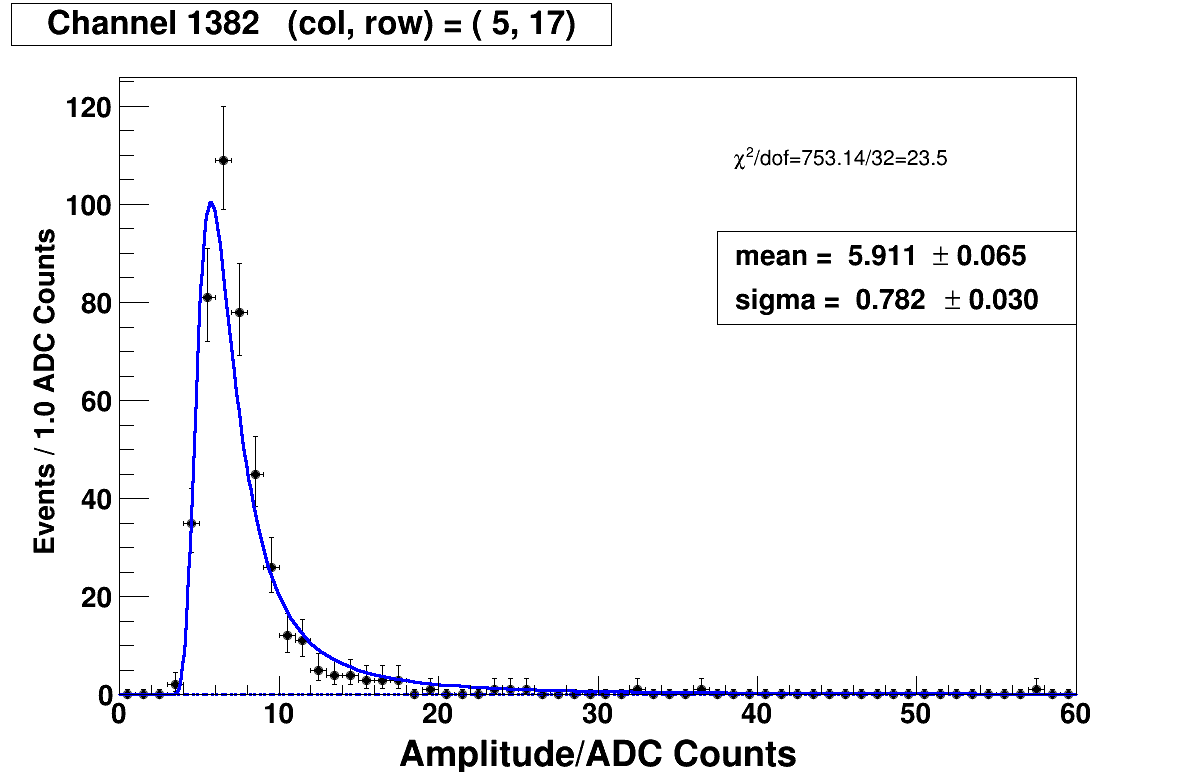 Channel 1382 (col, row) = ( 5, 17)
120
100
80
60
40
20
0
Events / 1.0 ADC Counts
χ²/dof=753.14/32=23.5
mean = 5.911 ± 0.065
sigma = 0.782 ± 0.030
0 10 20 30 40 50 60
Amplitude/ADC Counts